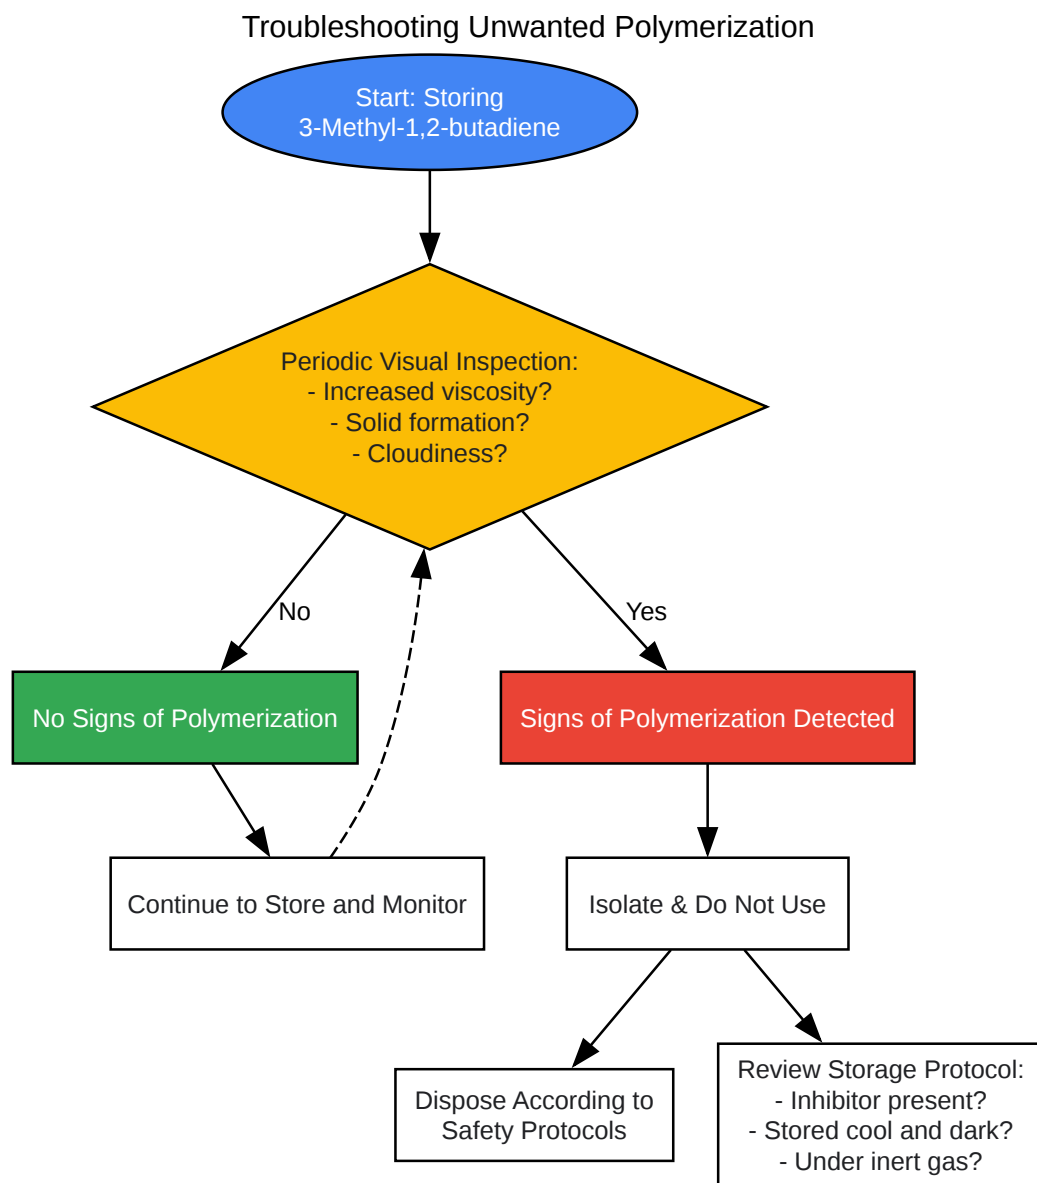 Troubleshooting Unwanted Polymerization
Start: Storing
3-Methyl-1,2-butadiene
Periodic Visual Inspection:
- Increased viscosity?
- Solid formation?
- Cloudiness?
No
Yes
No Signs of Polymerization
Signs of Polymerization Detected
Continue to Store and Monitor
Isolate & Do Not Use
Dispose According to
Safety Protocols
Review Storage Protocol:
- Inhibitor present?
- Stored cool and dark?
- Under inert gas?